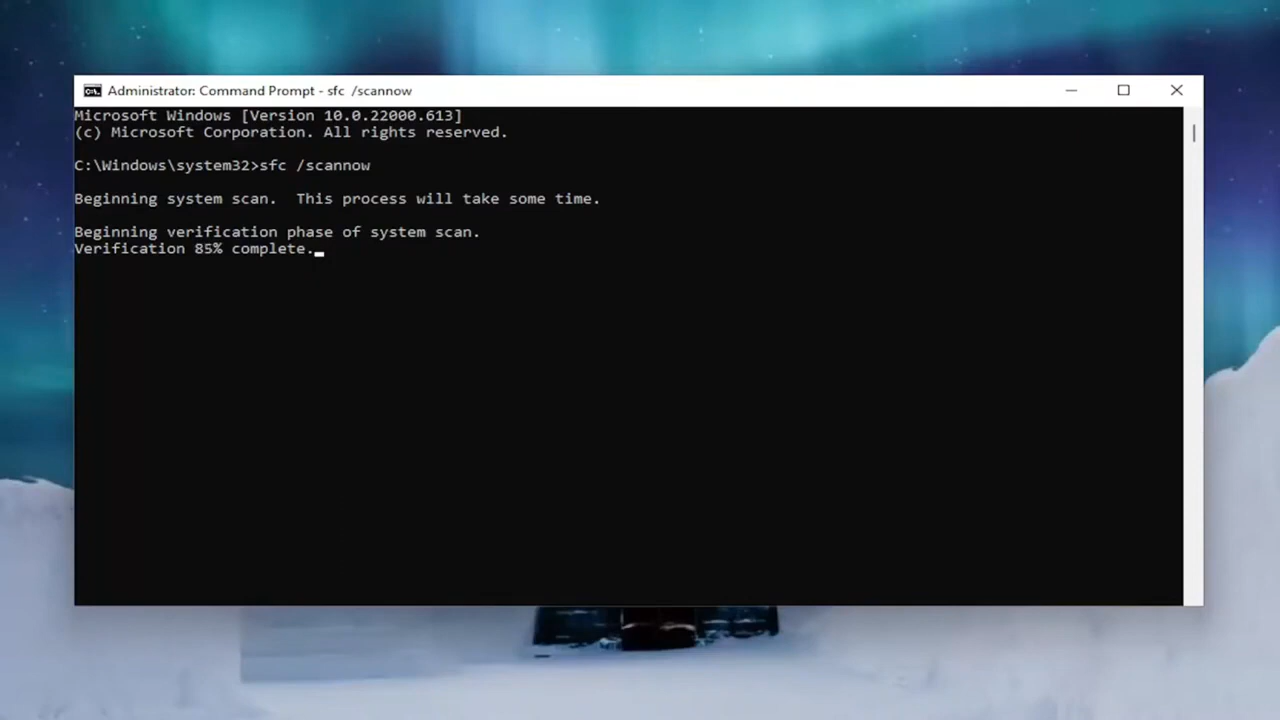 Administrator: Command Prompt - sfc  /scannow
Microsoft Windows [Version 10.0.22000.613]
(c) Microsoft Corporation. All rights reserved.
C:\Windows\system32>sfc /scannow
Beginning system scan.  This process will take some time.
Beginning verification phase of system scan.
Verification 85% complete.